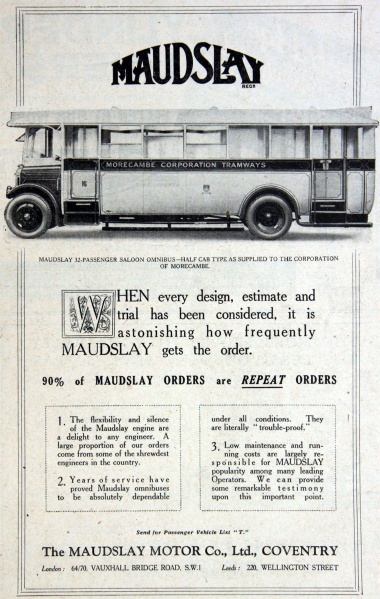 MAUDSLAY
REGD
MORECAMBE CORPORATION TRAMWAYS
16
MAUDSLAY 32-PASSENGER SALOON OMNIBUS—HALF CAB TYPE AS SUPPLIED TO THE CORPORATION
OF MORECAMBE.
WHEN every design, estimate and
trial has been considered, it is
astonishing how frequently
MAUDSLAY gets the order.
90% of MAUDSLAY ORDERS are REPEAT ORDERS
1. The flexibility and silence
of the Maudslay engine are
a delight to any engineer. A
large proportion of our orders
come from some of the shrewdest
engineers in the country.
2. Years of service have
proved Maudslay omnibuses
to be absolutely dependable
under all conditions. They
are literally "trouble-proof."
3. Low maintenance and run-
ning costs are largely re-
sponsible for MAUDSLAY
popularity among many leading
Operators. We can provide
some remarkable testimony
upon this important point.
Send for Passenger Vehicle List "T."
The MAUDSLAY MOTOR Co., Ltd., COVENTRY
London: 64/70, VAUXHALL BRIDGE ROAD, S.W.1 Leeds: 220, WELLINGTON STREET